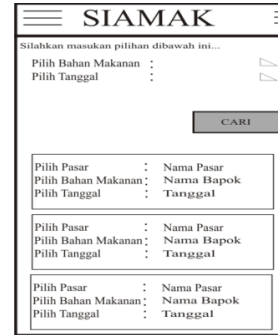 SIAMAK
Silahkan masukan pilihan dibawah ini...
Pilih Bahan Makanan :
Pilih Tanggal :
CARI
Pilih Pasar : Nama Pasar
Pilih Bahan Makanan : Nama Bapok
Pilih Tanggal : Tanggal
Pilih Pasar : Nama Pasar
Pilih Bahan Makanan : Nama Bapok
Pilih Tanggal : Tanggal
Pilih Pasar : Nama Pasar
Pilih Bahan Makanan : Nama Bapok
Pilih Tanggal : Tanggal